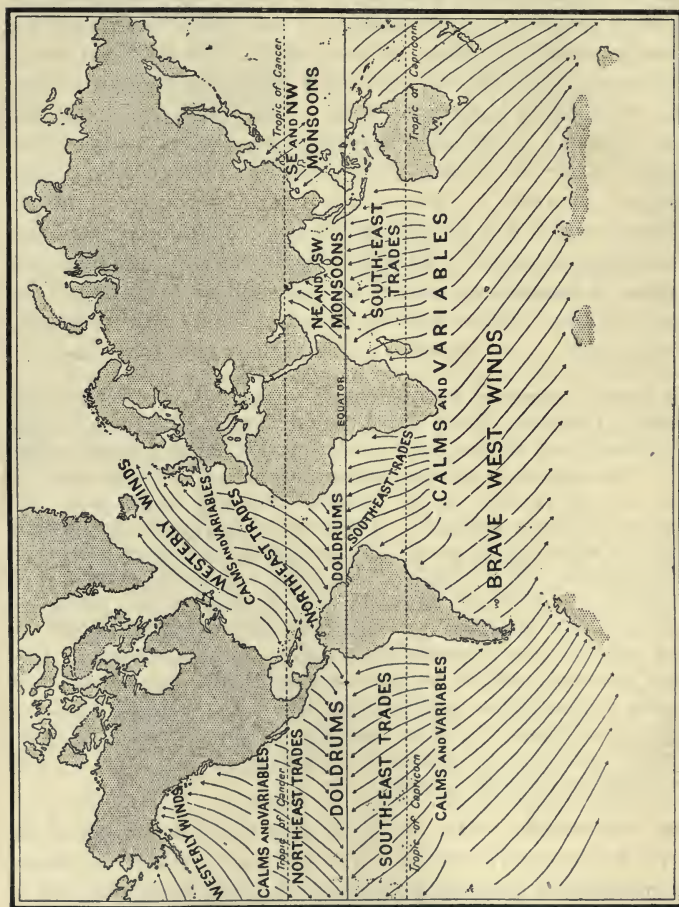 WESTERLY WINDS
WESTERLY WINDS
CALMS AND VARIABLES
CALMS AND VARIABLES
Tropic of Cancer
NORTH-EAST TRADES
NORTH-EAST TRADES
Tropic of Cancer
SE AND NW
MONSOONS
NE AND SW
MONSOONS
DOLDRUMS
DOLDRUMS
EQUATOR
SOUTH-EAST TRADES
SOUTH-EAST TRADES
SOUTH-EAST
TRADES
Tropic of Capricorn
Tropic of Capricorn
CALMS AND VARIABLES
CALMS AND VARIABLES
BRAVE WEST WINDS